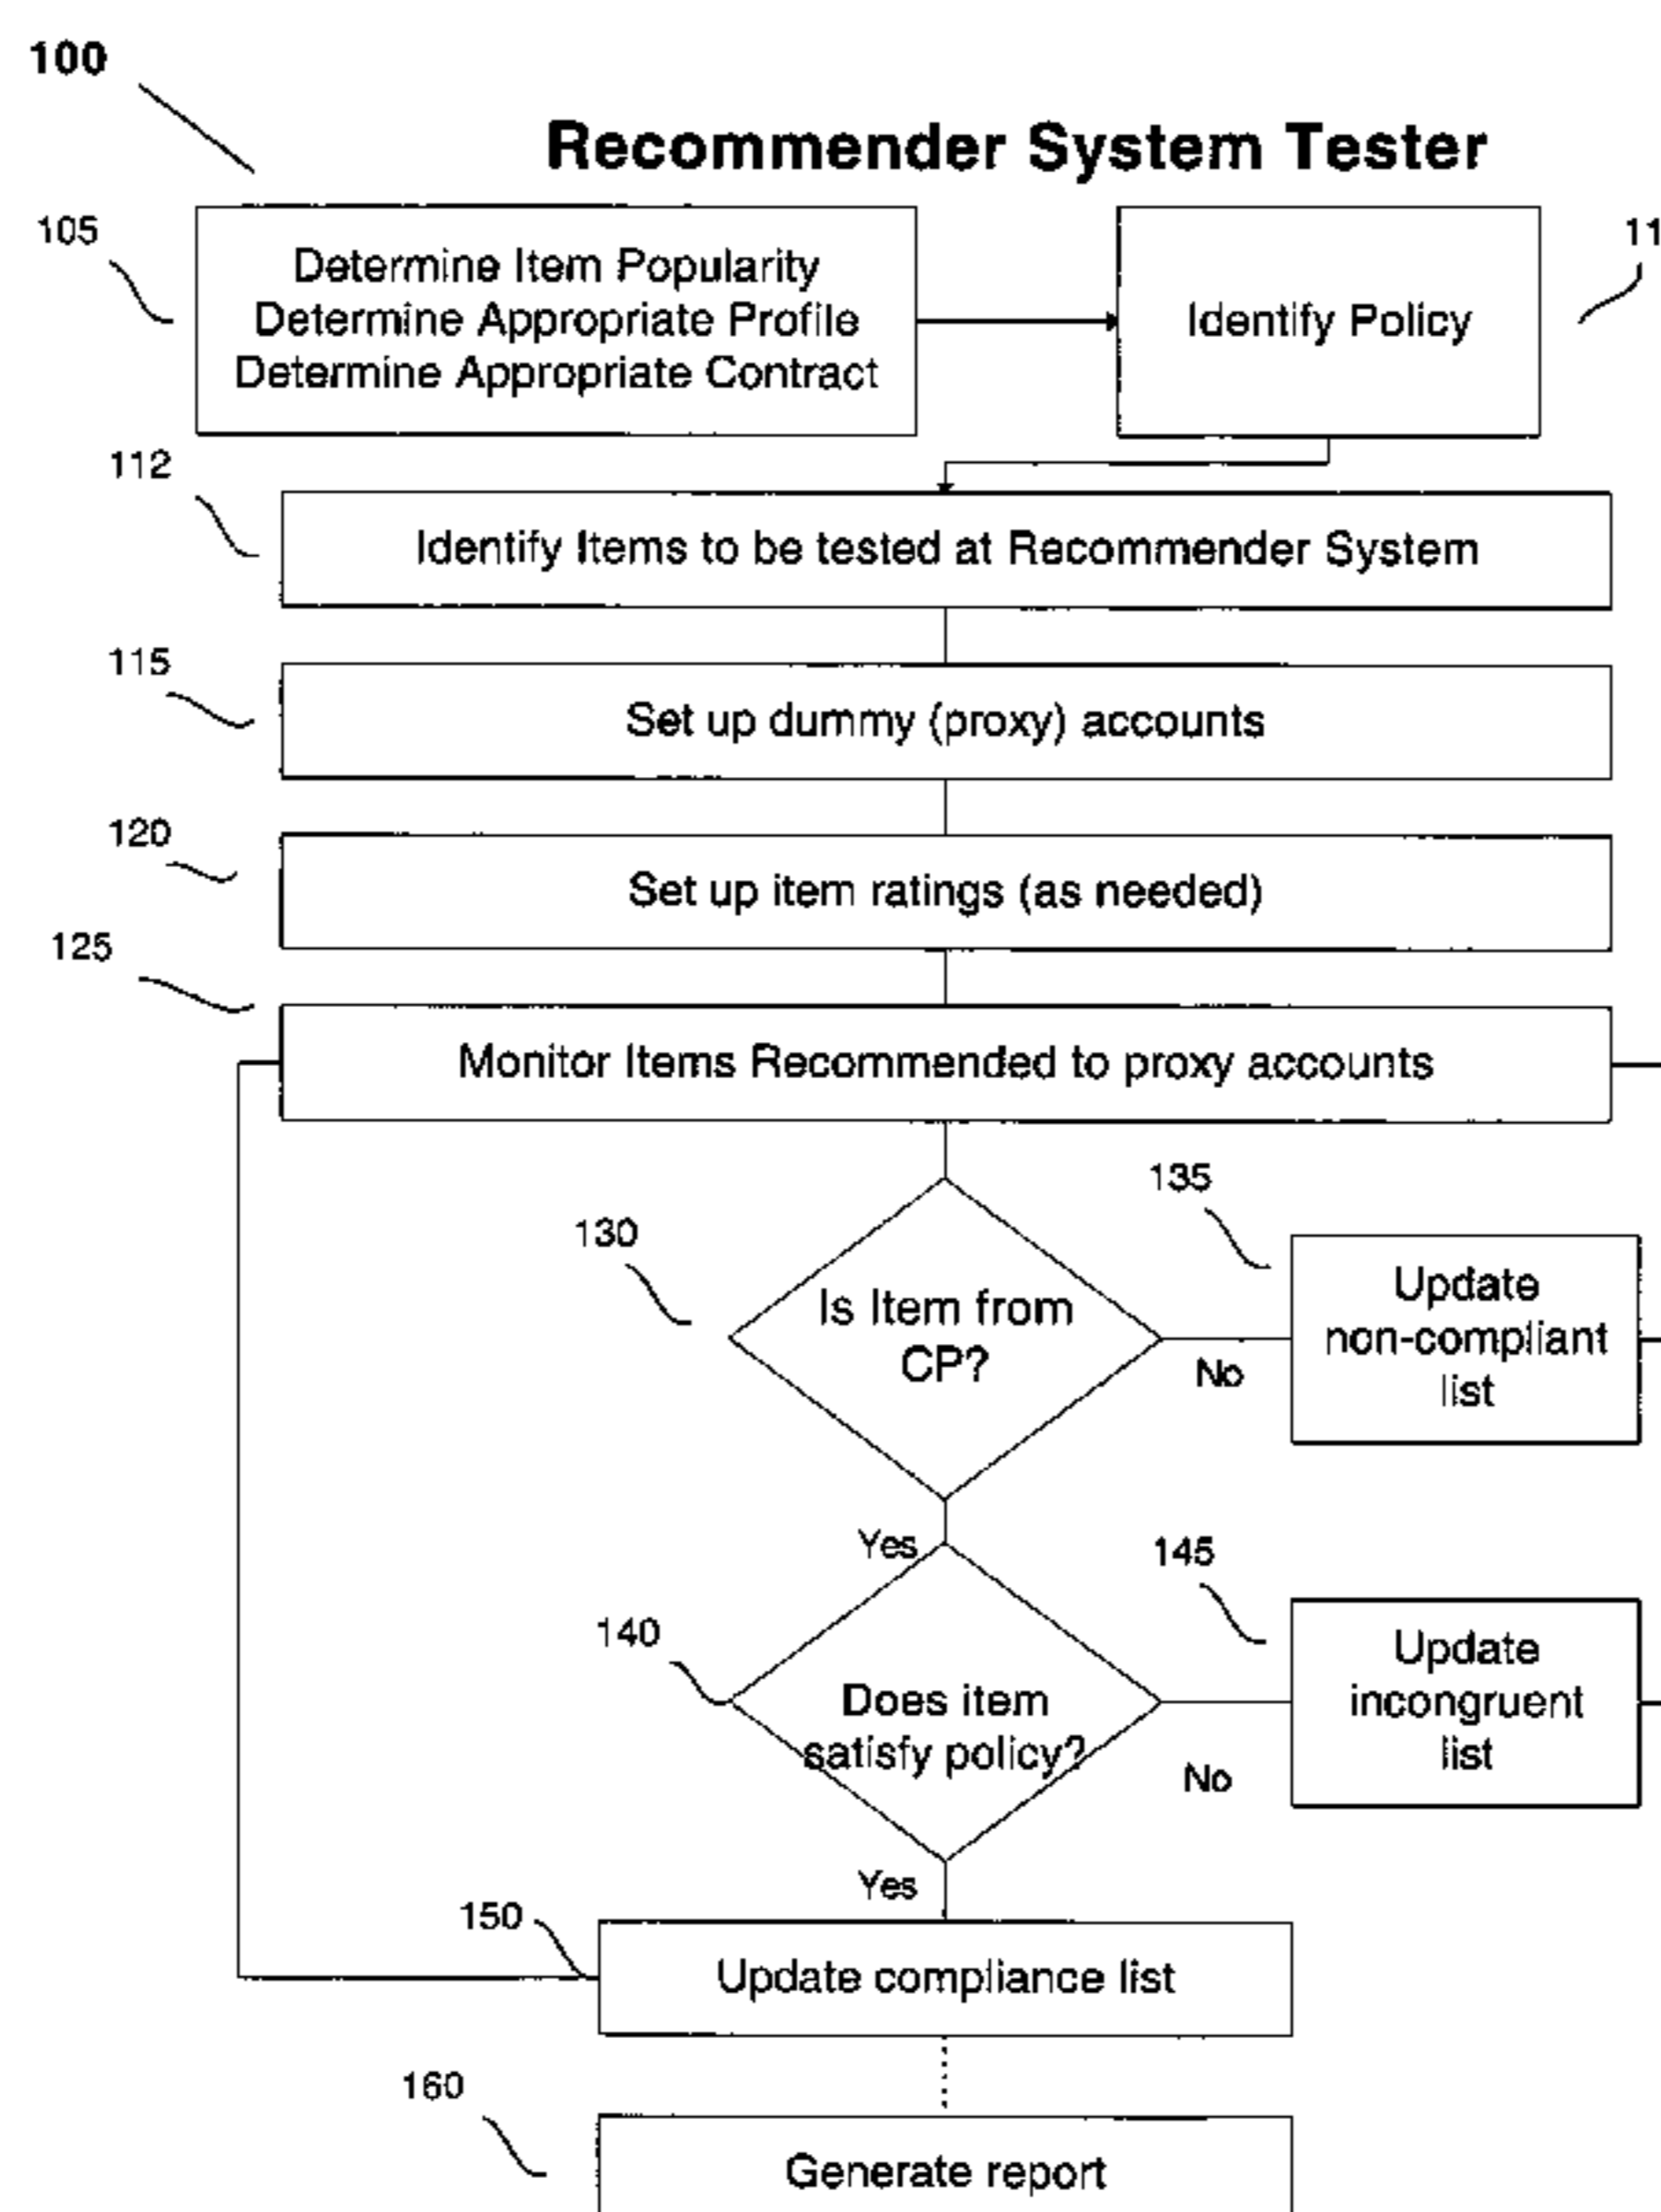 100
Recommender System Tester
105
Determine Item Popularity
Determine Appropriate Profile
Determine Appropriate Contract
Identify Policy
11
112
Identify Items to be tested at Recommender System
115
Set up dummy (proxy) accounts
120
Set up item ratings (as needed)
125
Monitor Items Recommended to proxy accounts
130
Is Item from
CP?
No
135
Update
non-compliant
list
Yes
140
Does item
satisfy policy?
No
145
Update
incongruent
list
Yes
150
Update compliance list
160
Generate report